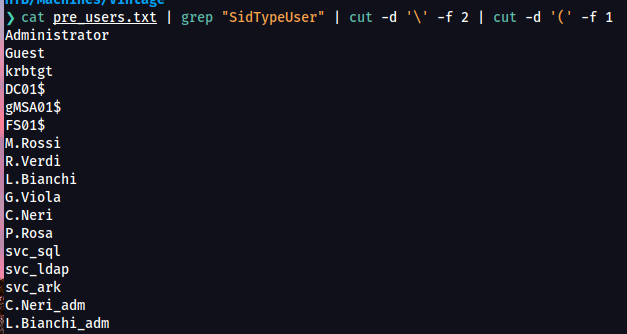 HTB/Machines/Vintage
❯ cat pre_users.txt | grep "SidTypeUser" | cut -d '\' -f 2 | cut -d '(' -f 1
Administrator
Guest
krbtgt
DC01$
gMSA01$
FS01$
M.Rossi
R.Verdi
L.Bianchi
G.Viola
C.Neri
P.Rosa
svc_sql
svc_ldap
svc_ark
C.Neri_adm
L.Bianchi_adm